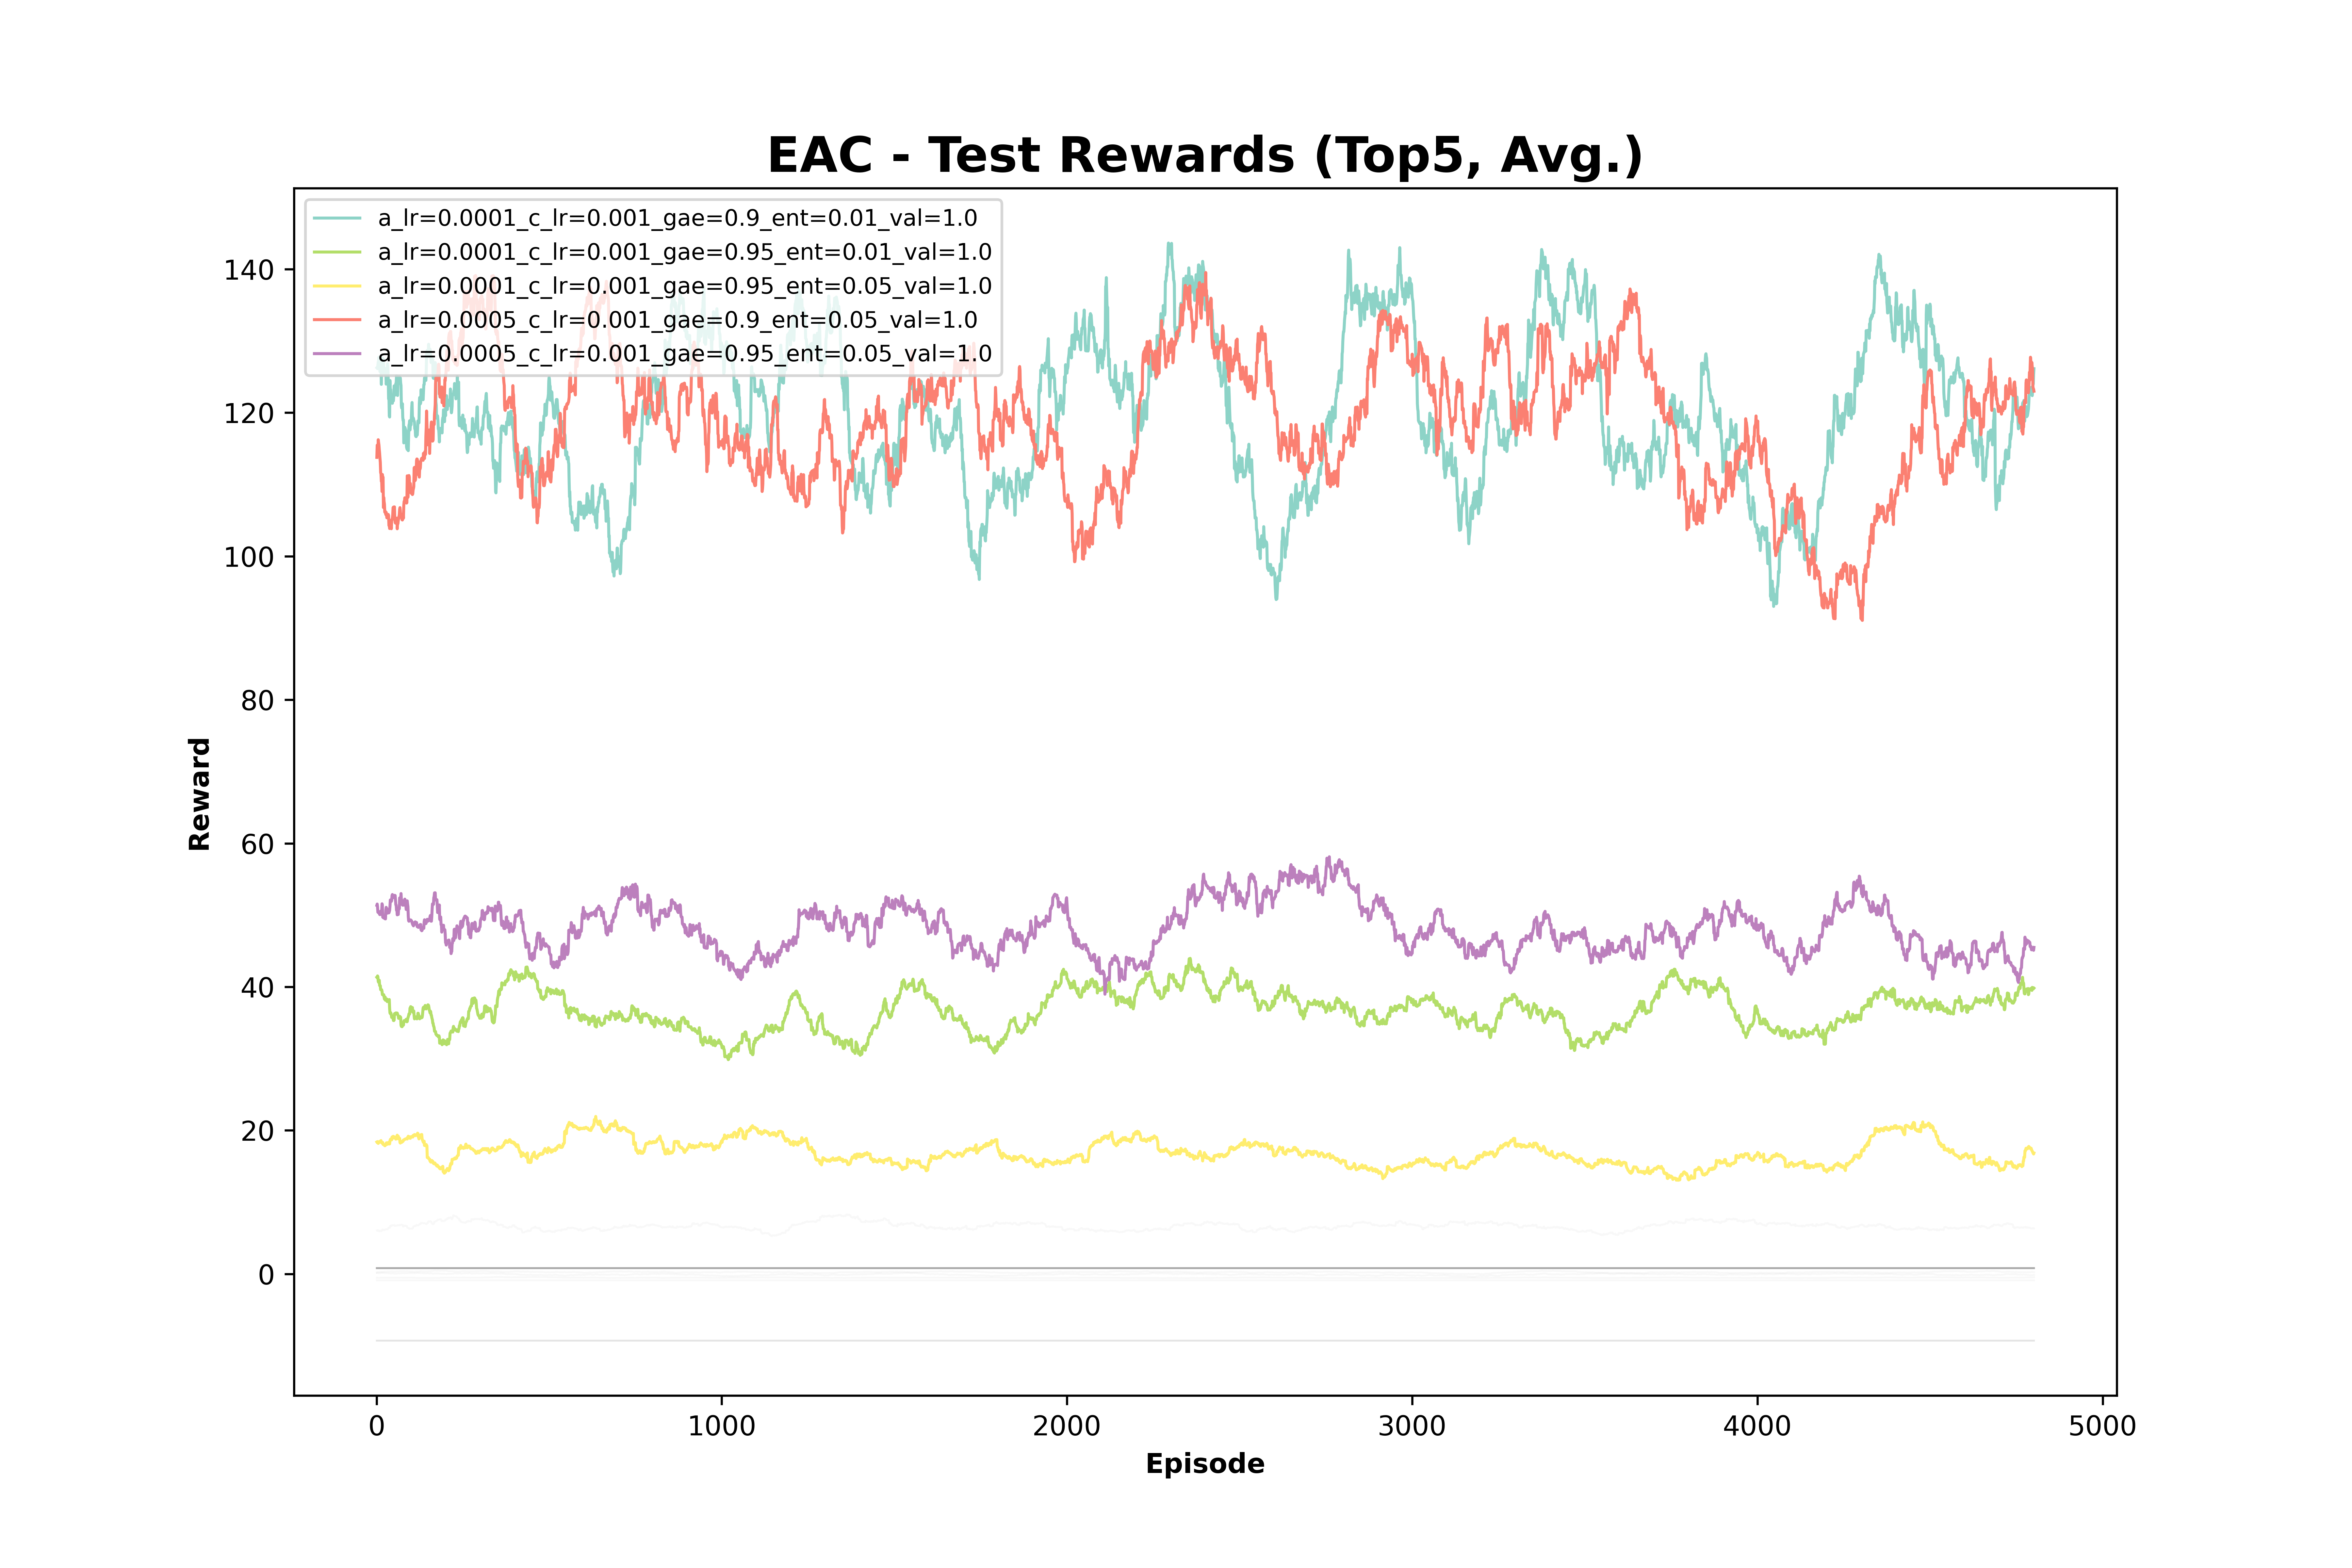 EAC - Test Rewards (Top5, Avg.)
a_lr=0.0001_c_lr=0.001_gae=0.9_ent=0.01_val=1.0
a_lr=0.0001_c_lr=0.001_gae=0.95_ent=0.01_val=1.0
a_lr=0.0001_c_lr=0.001_gae=0.95_ent=0.05_val=1.0
a_lr=0.0005_c_lr=0.001_gae=0.9_ent=0.05_val=1.0
a_lr=0.0005_c_lr=0.001_gae=0.95_ent=0.05_val=1.0
140
120
100
80
60
40
20
0
Reward
0 1000 2000 3000 4000 5000
Episode